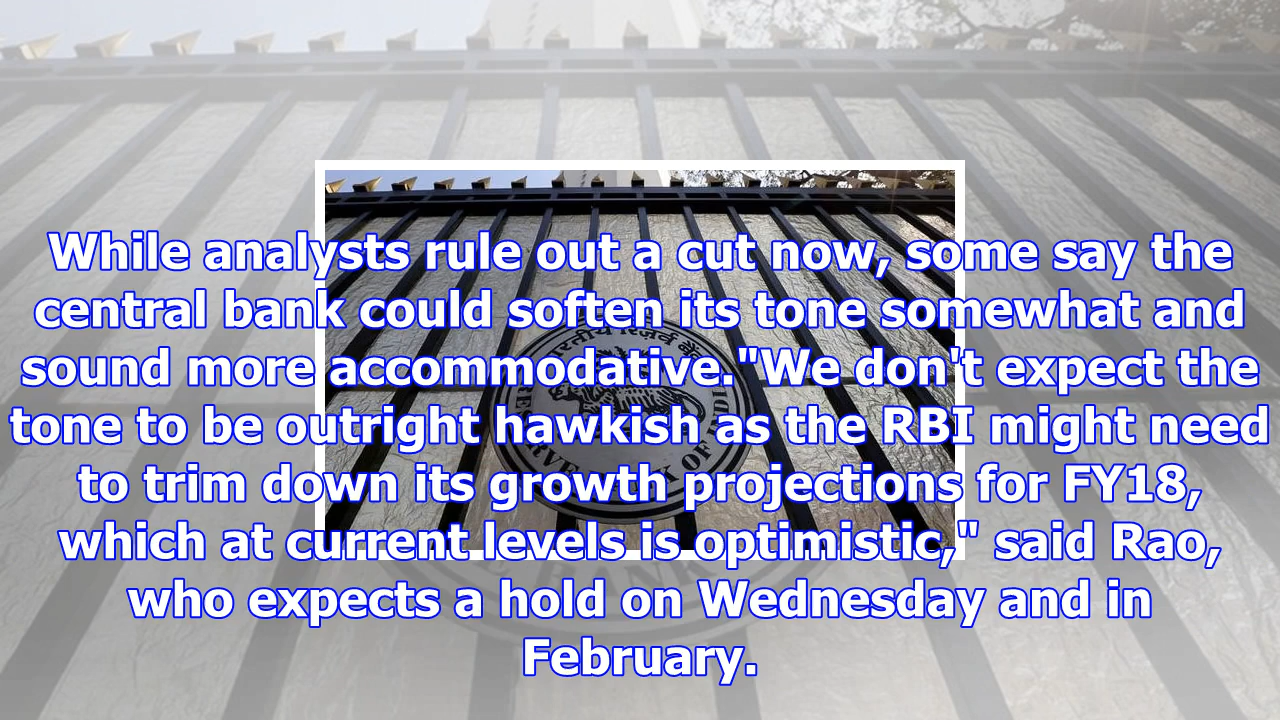 While analysts rule out a cut now, some say the
central bank could soften its tone somewhat and
sound more accommodative. "We don't expect the
tone to be outright hawkish as the RBI might need
to trim down its growth projections for FY18,
which at current levels is optimistic," said Rao,
who expects a hold on Wednesday and in
February.